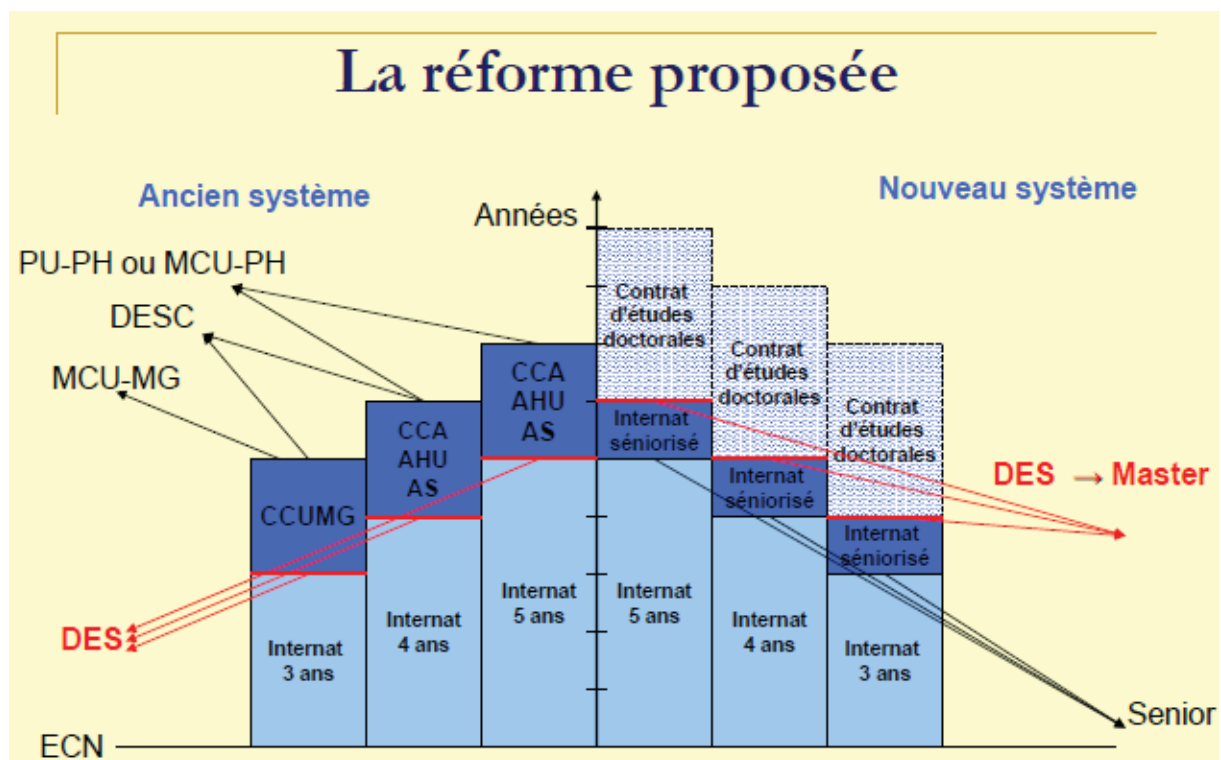 La réforme proposée
Ancien système
Nouveau système
Années
PU-PH ou MCU-PH
DESC
MCU-MG
CCUMG
CCA
AHU
AS
CCA
AHU
AS
Contrat
d'études
doctorales
Contrat
d'études
doctorales
Contrat
d'études
doctorales
Internat
séniorisé
Internat
séniorisé
Internat
séniorisé
DES → Master
DES
Internat
3 ans
Internat
4 ans
Internat
5 ans
Internat
5 ans
Internat
4 ans
Internat
3 ans
Senior
ECN